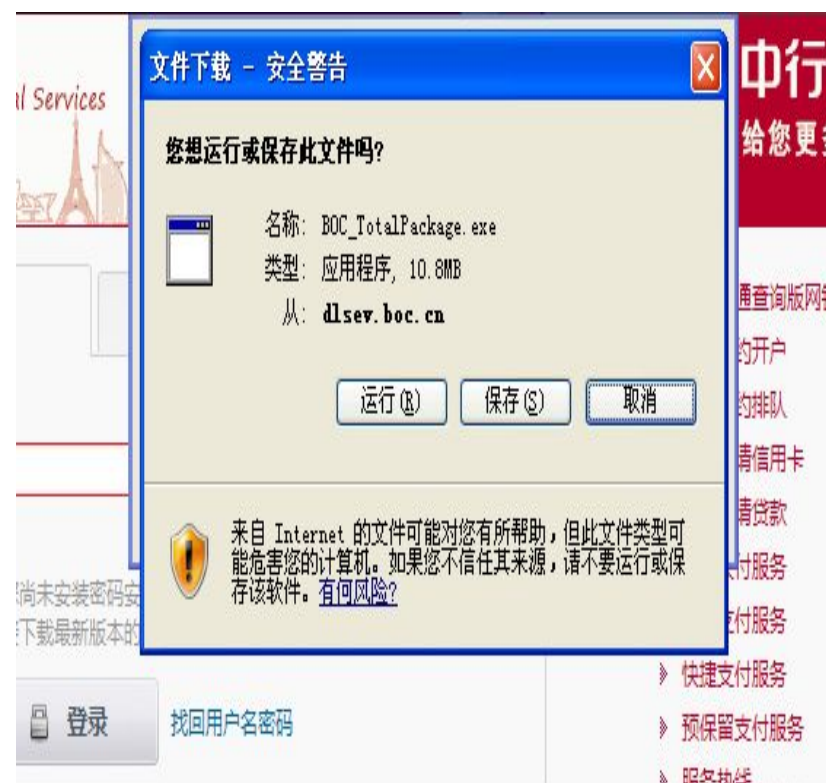 al Services
文件下载 - 安全警告
中行
给您更
您想运行或保存此文件吗?
名称: BOC_TotalPackage.exe
类型: 应用程序, 10.8MB
从: dlsev.boc.cn
运行(R)
保存(S)
取消
来自 Internet 的文件可能对您有所帮助,但此文件类型可
能危害您的计算机。如果您不信任其来源,请不要运行或保
存该软件。有何风险?
通查询版网银
约开户
约排队
请信用卡
请贷款
付服务
支付服务
》 快捷支付服务
》 预保留支付服务
》 服务热线
尚未安装密码安
下载最新版本的
登录
找回用户名密码